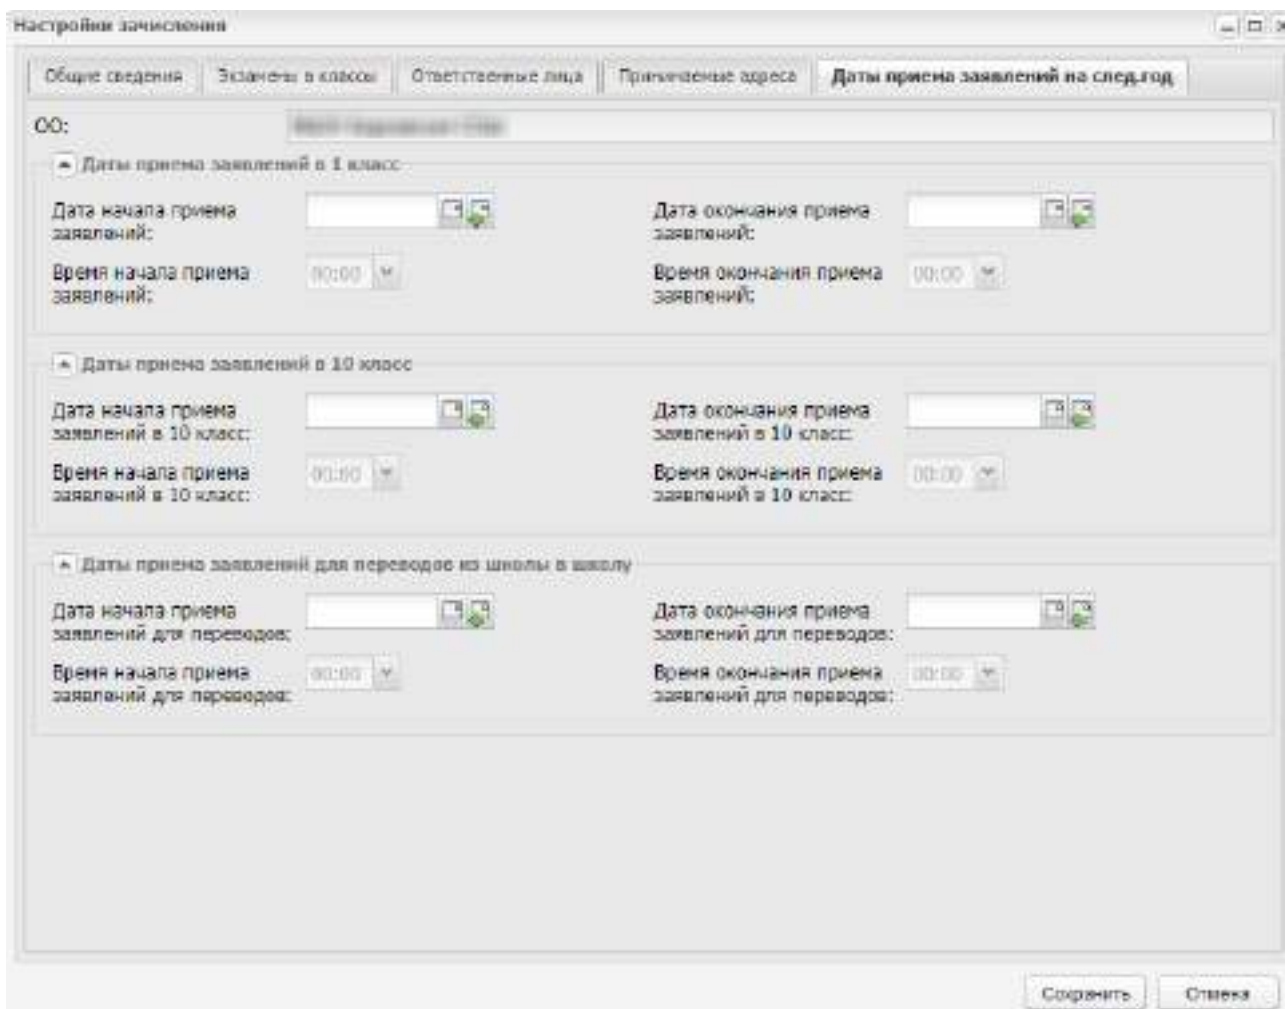 Настройки зачисления
Общие сведения Экзамены в классы Ответственные лица Принимаемые адреса Даты приема заявлений на след.год
ОО:
Даты приема заявлений в 1 класс
Дата начала приема Дата окончания приема
заявлений: заявлений:
Время начала приема 00:00 Время окончания приема 00:00
заявлений: заявлений:
Даты приема заявлений в 10 класс
Дата начала приема Дата окончания приема
заявлений в 10 класс: заявлений в 10 класс:
Время начала приема 00:00 Время окончания приема 00:00
заявлений в 10 класс: заявлений в 10 класс:
Даты приема заявлений для переводов из школы в школу
Дата начала приема Дата окончания приема
заявлений для переводов: заявлений для переводов:
Время начала приема 00:00 Время окончания приема 00:00
заявлений для переводов: заявлений для переводов:
Сохранить Отмена